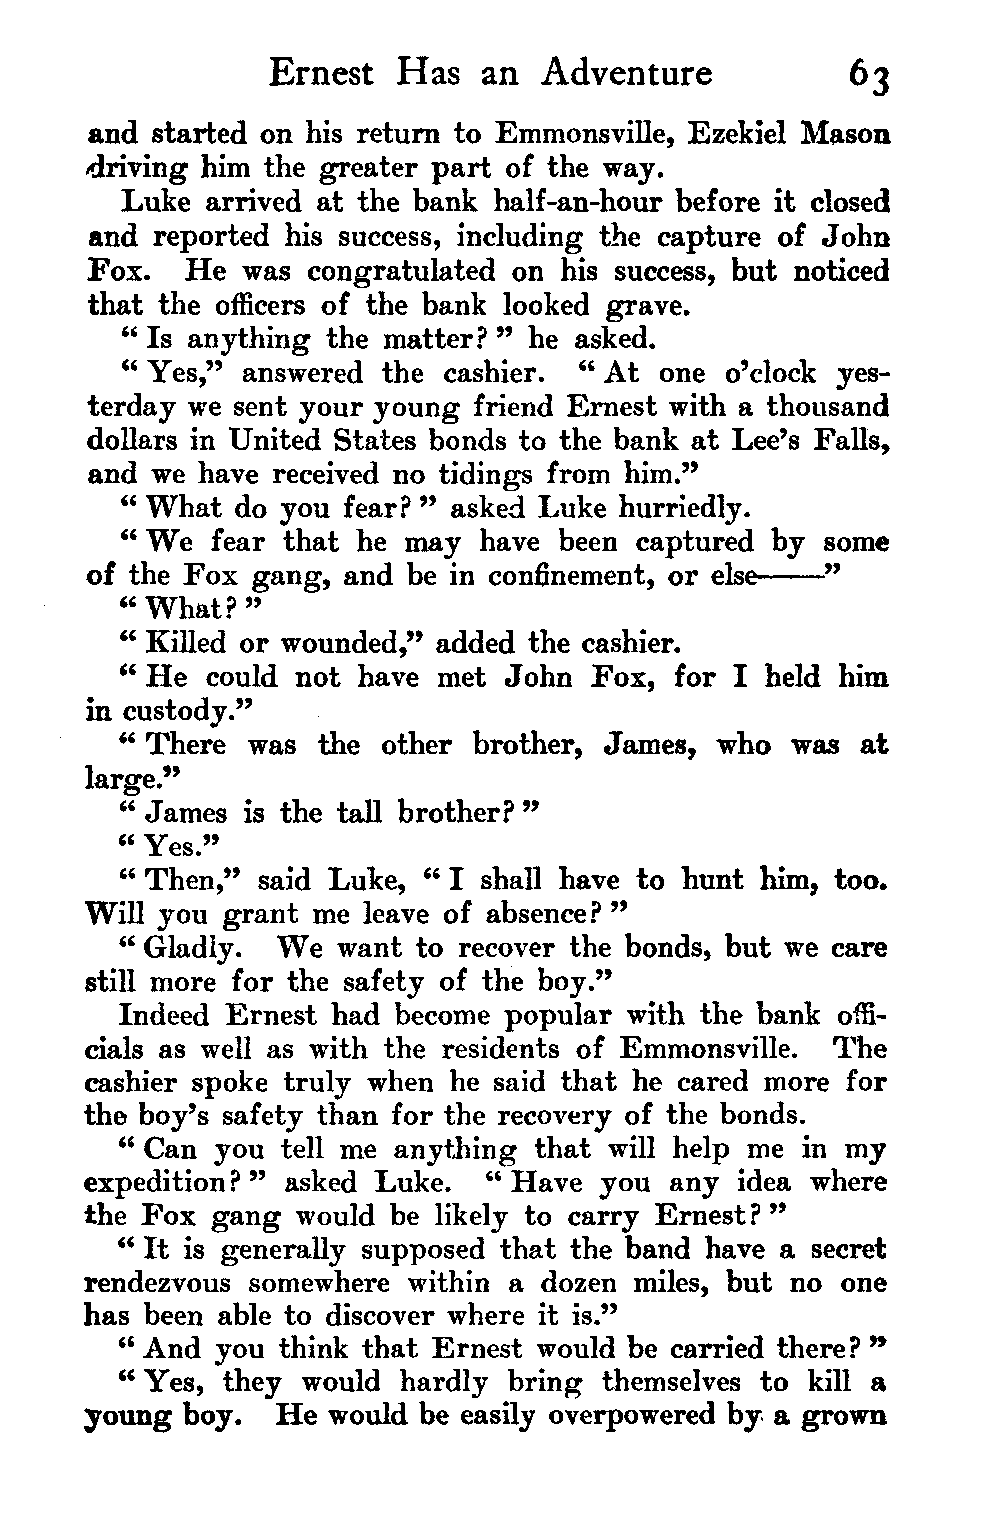 Ernest Has an Adventure 63
and started on his return to Emmonsville, Ezekiel Mason
driving him the greater part of the way.
Luke arrived at the bank half-an-hour before it closed
and reported his success, including the capture of John
Fox. He was congratulated on his success, but noticed
that the officers of the bank looked grave.
“ Is anything the matter? ” he asked.
“ Yes,” answered the cashier. “ At one o’clock yes-
terday we sent your young friend Ernest with a thousand
dollars in United States bonds to the bank at Lee’s Falls,
and we have received no tidings from him.”
“ What do you fear? ” asked Luke hurriedly.
“ We fear that he may have been captured by some
of the Fox gang, and be in confinement, or else——”
“ What? ”
“ Killed or wounded,” added the cashier.
“ He could not have met John Fox, for I held him
in custody.”
“ There was the other brother, James, who was at
large.”
“ James is the tall brother? ”
“ Yes.”
“ Then,” said Luke, “ I shall have to hunt him, too.
Will you grant me leave of absence? ”
“ Gladly. We want to recover the bonds, but we care
still more for the safety of the boy.”
Indeed Ernest had become popular with the bank offi-
cials as well as with the residents of Emmonsville. The
cashier spoke truly when he said that he cared more for
the boy’s safety than for the recovery of the bonds.
“ Can you tell me anything that will help me in my
expedition? ” asked Luke. “ Have you any idea where
the Fox gang would be likely to carry Ernest? ”
“ It is generally supposed that the band have a secret
rendezvous somewhere within a dozen miles, but no one
has been able to discover where it is.”
“ And you think that Ernest would be carried there? ”
“ Yes, they would hardly bring themselves to kill a
young boy. He would be easily overpowered by a grown